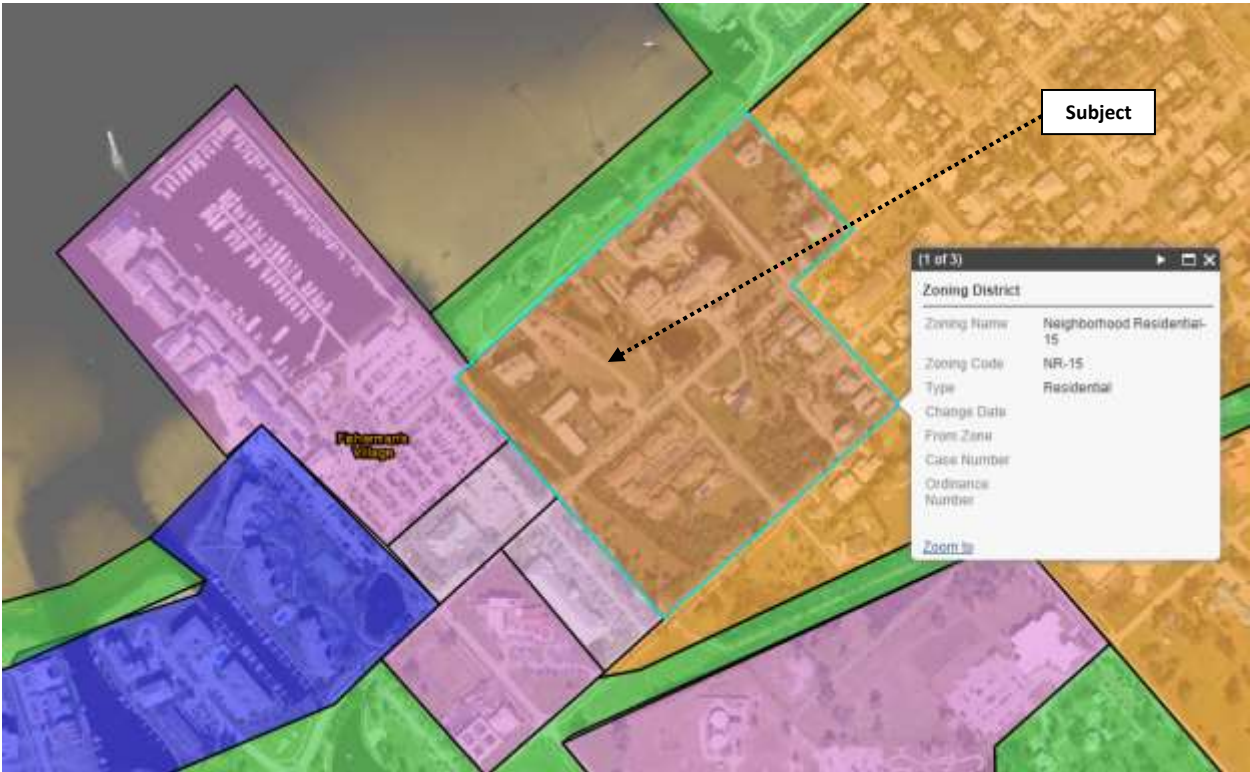 Subject
(1 of 3)
Zoning District
Zoning Name Neighborhood Residential-
15
Zoning Code NR-15
Type Residential
Change Date
From Zone
Case Number
Ordinance
Number
Zoom to
Fisherman's
Village